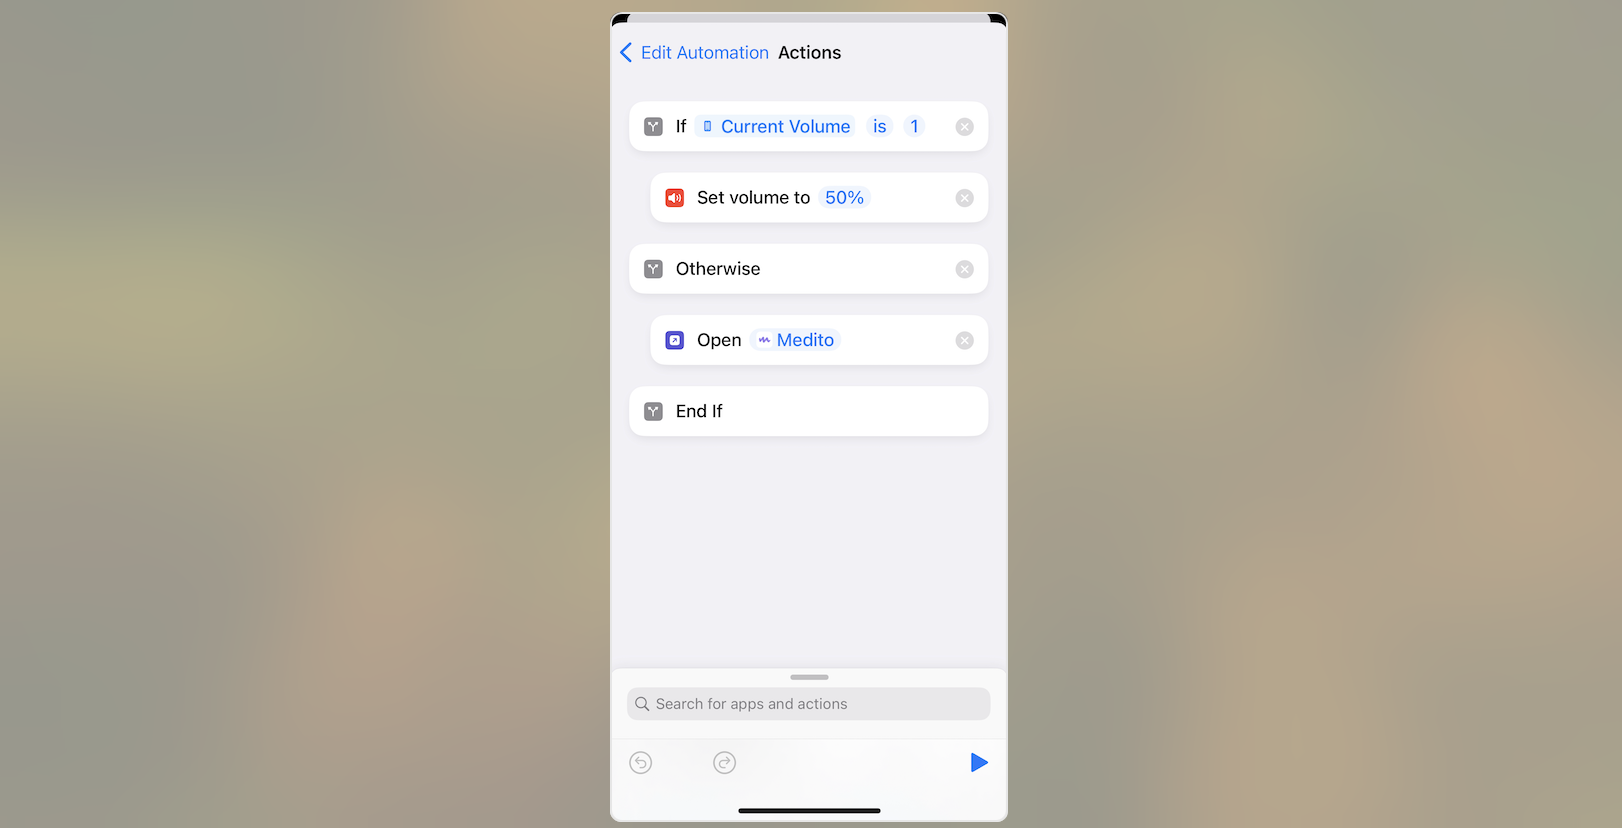 Edit Automation Actions
If Current Volume is 1
Set volume to 50%
Otherwise
Open Medito
End If
Search for apps and actions